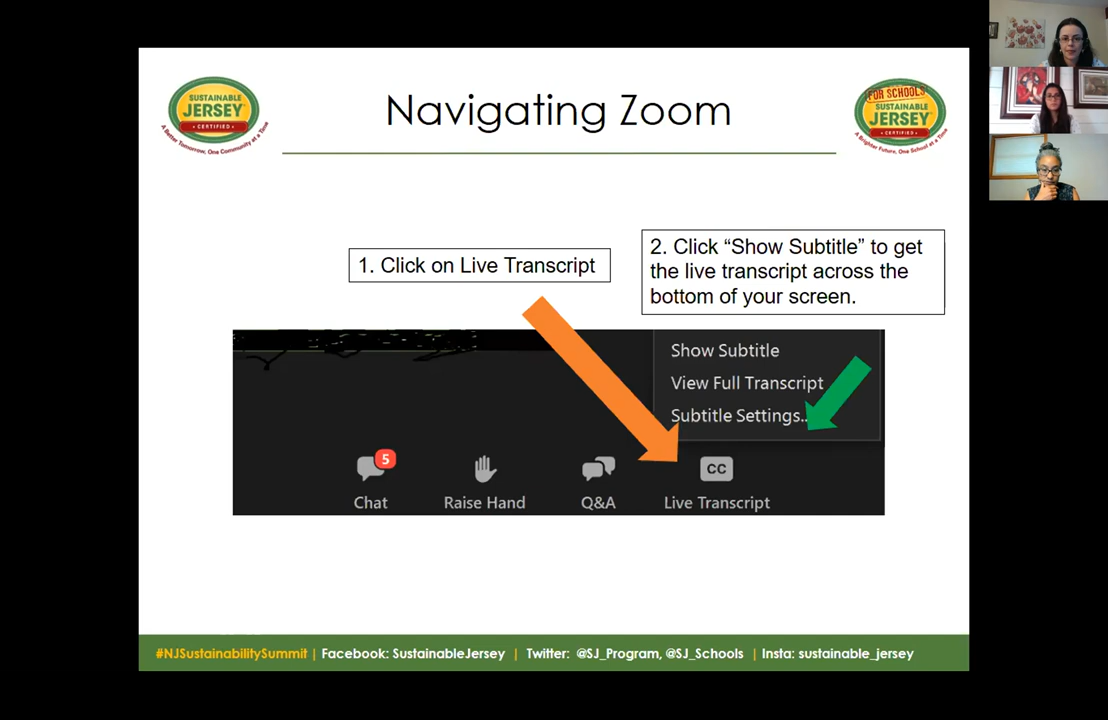 Navigating Zoom
SUSTAINABLE
JERSEY
CERTIFIED
A Better Tomorrow, One Community at a Time
FOR SCHOOLS
SUSTAINABLE
JERSEY
CERTIFIED
A Brighter Future, One School at a Time
1. Click on Live Transcript
2. Click “Show Subtitle” to get
the live transcript across the
bottom of your screen.
Show Subtitle
View Full Transcript
Subtitle Settings..
5
CC
Chat
Raise Hand
Q&A
Live Transcript
#NJSustainabilitySummit | Facebook: SustainableJersey | Twitter: @SJ_Program, @SJ_Schools | Insta: sustainable_jersey